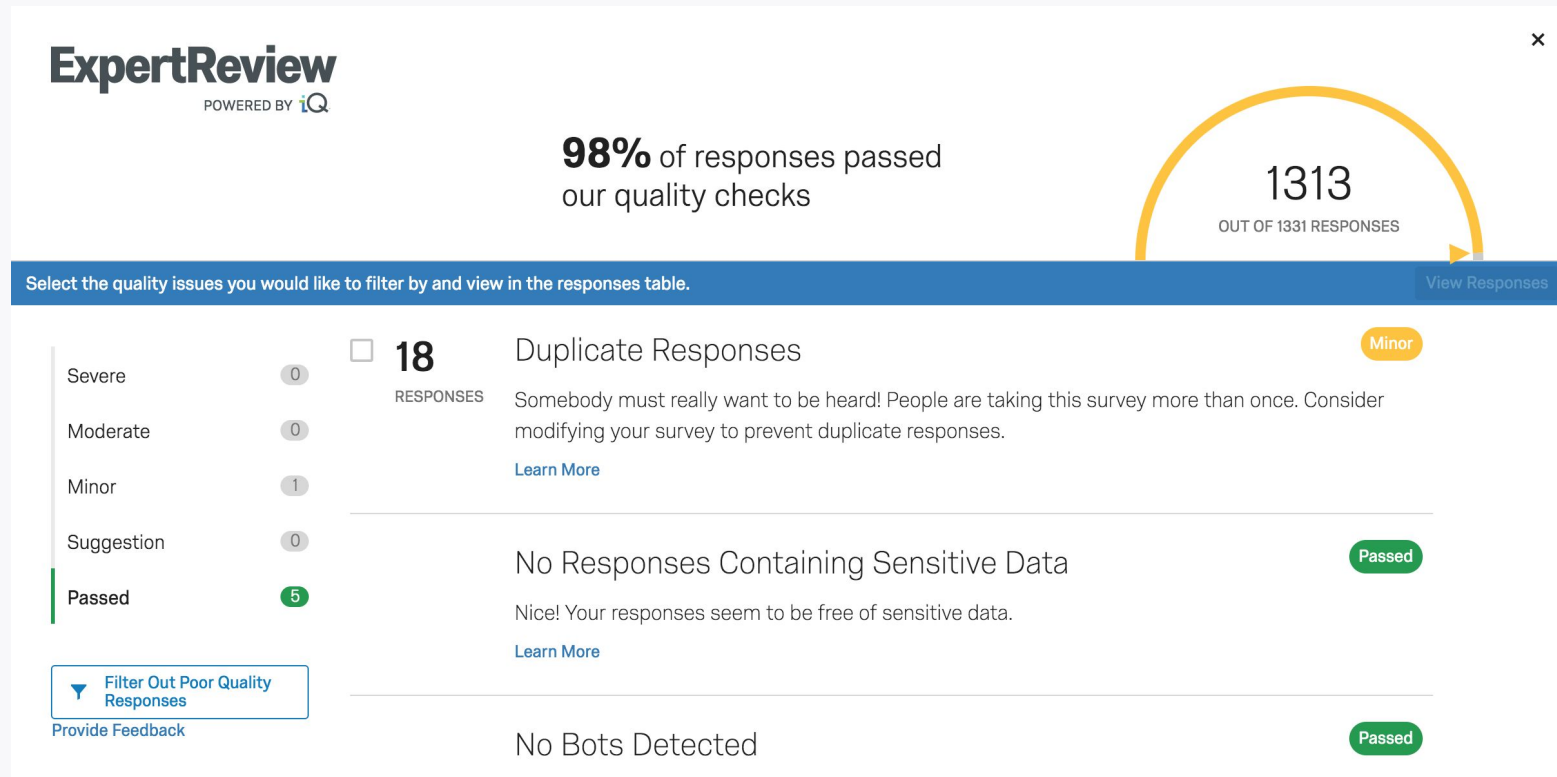 ExpertReview
POWERED BY iQ
×
98% of responses passed
our quality checks
1313
OUT OF 1331 RESPONSES
Select the quality issues you would like to filter by and view in the responses table.
View Responses
Severe 0
Moderate 0
Minor 1
Suggestion 0
Passed 5
Filter Out Poor Quality
Responses
Provide Feedback
18
RESPONSES
Duplicate Responses
Minor
Somebody must really want to be heard! People are taking this survey more than once. Consider
modifying your survey to prevent duplicate responses.
Learn More
No Responses Containing Sensitive Data
Passed
Nice! Your responses seem to be free of sensitive data.
Learn More
No Bots Detected
Passed